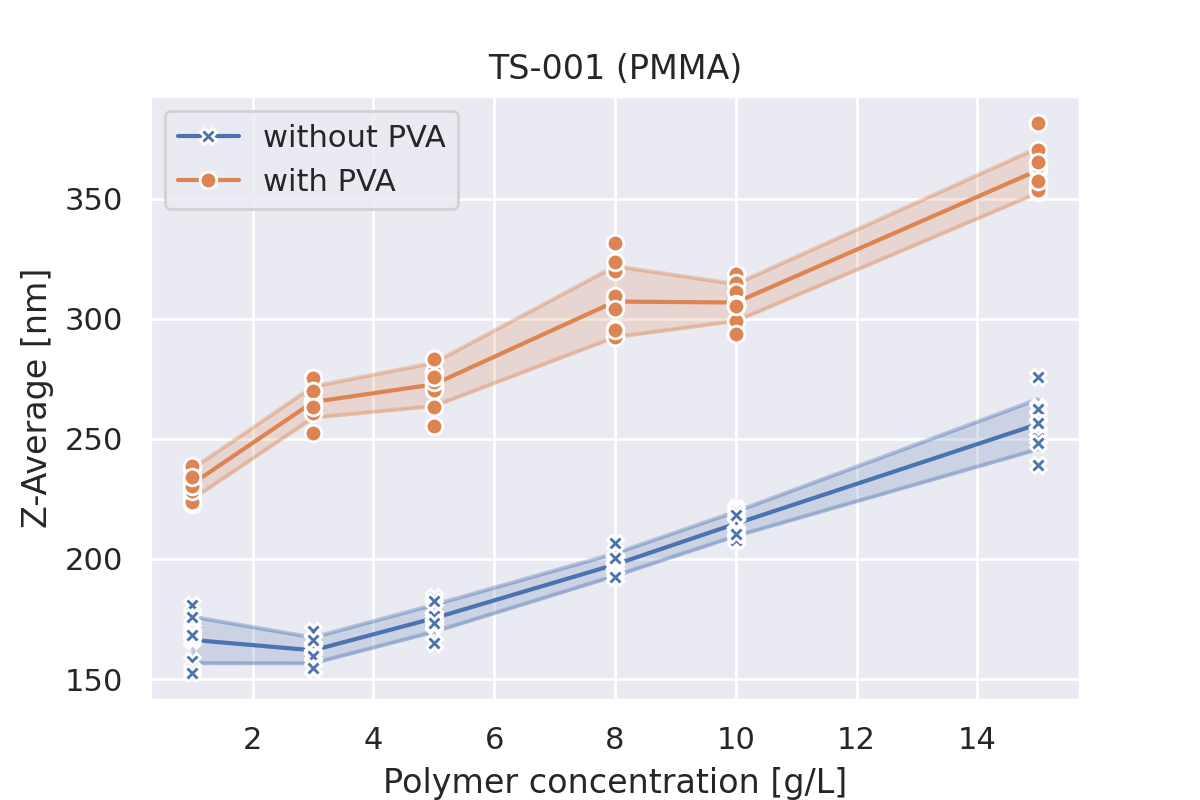 TS-001 (PMMA)
without PVA
with PVA
Z-Average [nm]
350
300
250
200
150
2 4 6 8 10 12 14
Polymer concentration [g/L]